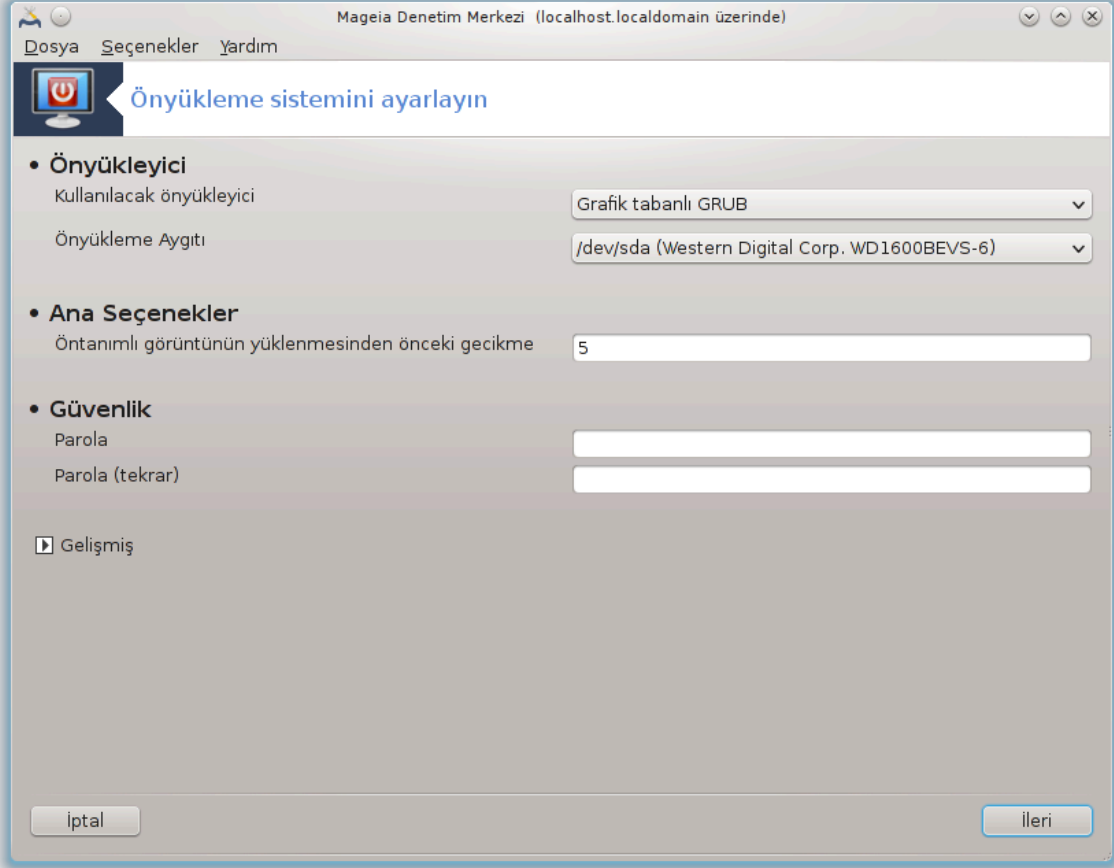 Mageia Denetim Merkezi (localhost.localdomain üzerinde)
Dosya Seçenekler Yardım
Önyükleme sistemini ayarlayın
• Önyükleyici
Kullanılacak önyükleyici Grafik tabanlı GRUB
Önyükleme Aygıtı /dev/sda (Western Digital Corp. WD1600BEVS-6)
• Ana Seçenekler
Öntanımlı görüntünün yüklenmesinden önceki gecikme 5
• Güvenlik
Parola
Parola (tekrar)
Gelişmiş
İptal İleri